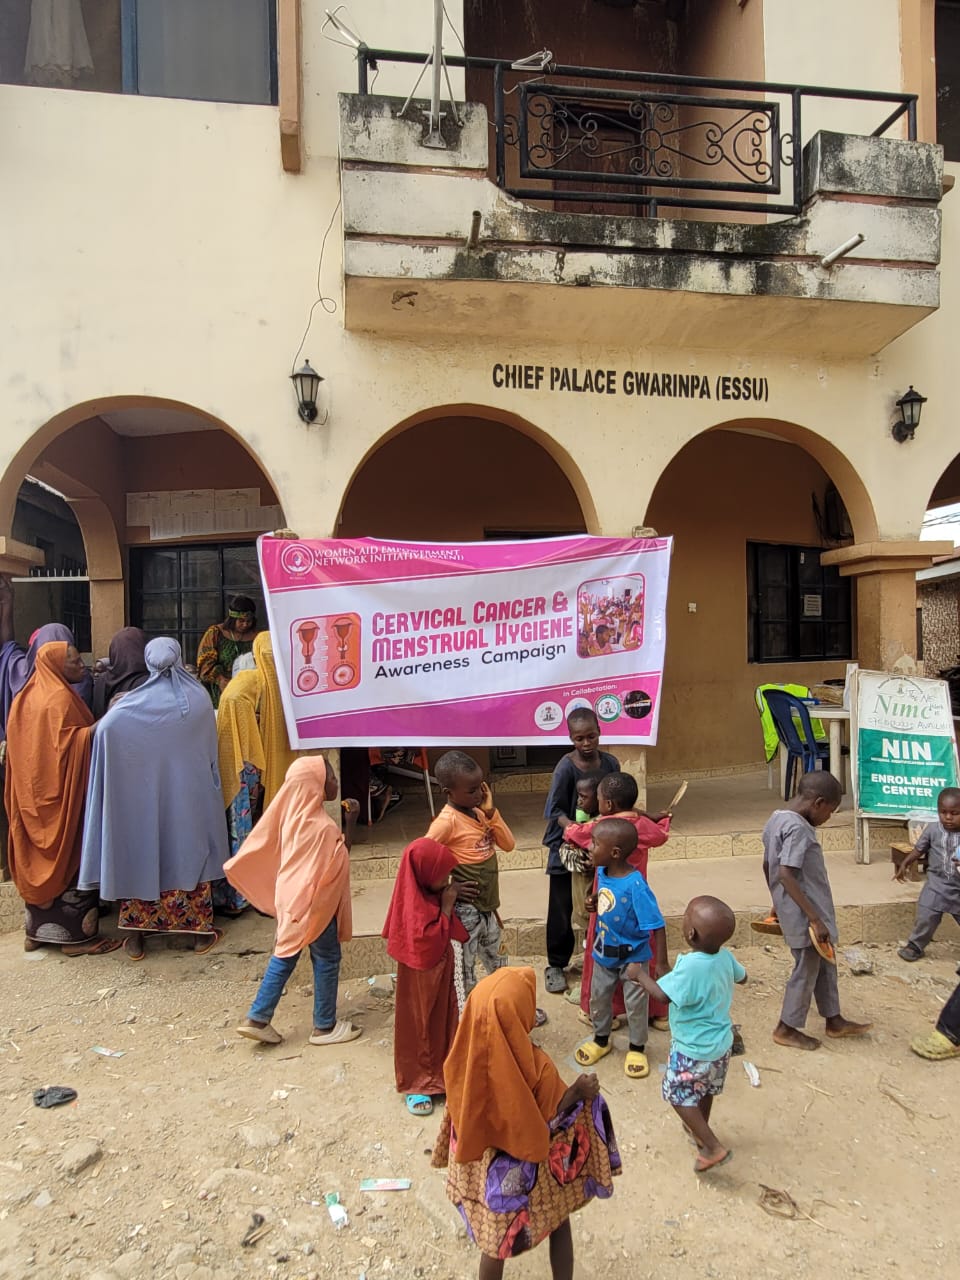 CHIEF PALACE GWARINPA (ESSU)
WOMEN AID EMPOWERMENT
NETWORK INITIATIVE
CERVICAL CANCER &
MENSTRUAL HYGIENE
Awareness Campaign
In Collaboration:
Nimc
NIN
ENROLMENT
CENTER